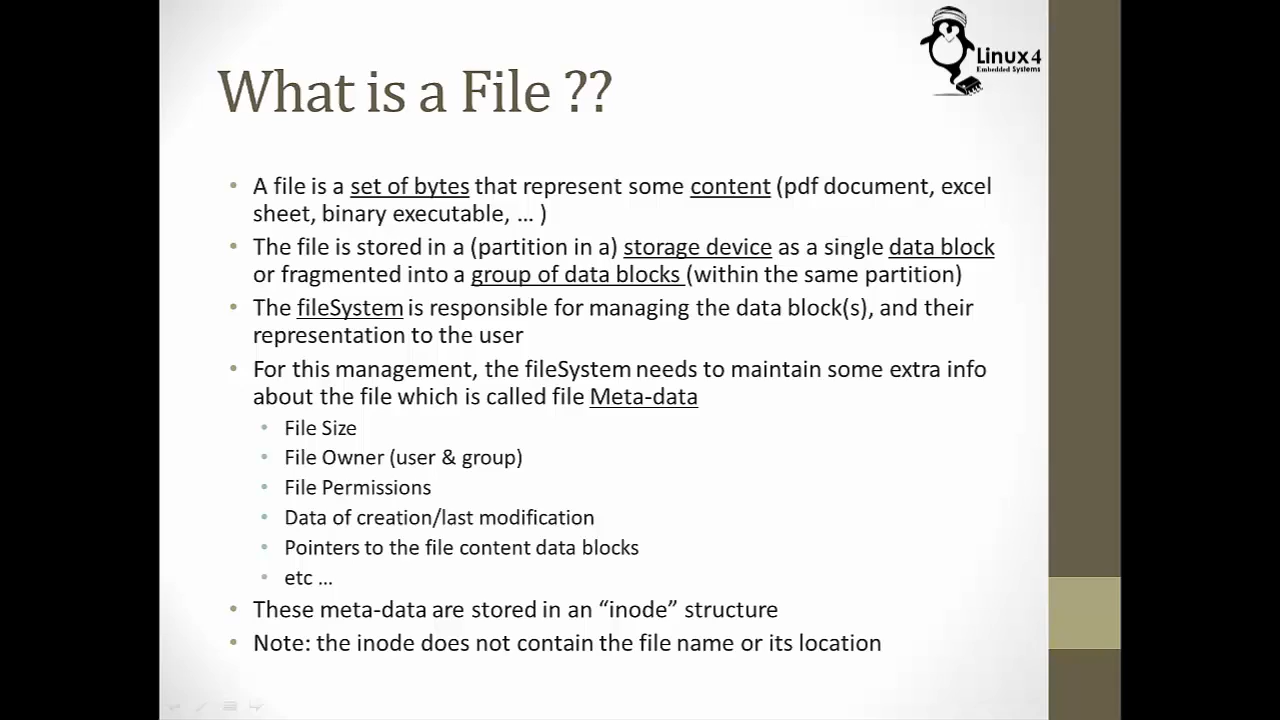 Linux4
Embedded Systems
What is a File ??
• A file is a set of bytes that represent some content (pdf document, excel
sheet, binary executable, ... )
• The file is stored in a (partition in a) storage device as a single data block
or fragmented into a group of data blocks (within the same partition)
• The fileSystem is responsible for managing the data block(s), and their
representation to the user
• For this management, the fileSystem needs to maintain some extra info
about the file which is called file Meta-data
• File Size
• File Owner (user & group)
• File Permissions
• Data of creation/last modification
• Pointers to the file content data blocks
• etc ...
• These meta-data are stored in an “inode” structure
• Note: the inode does not contain the file name or its location